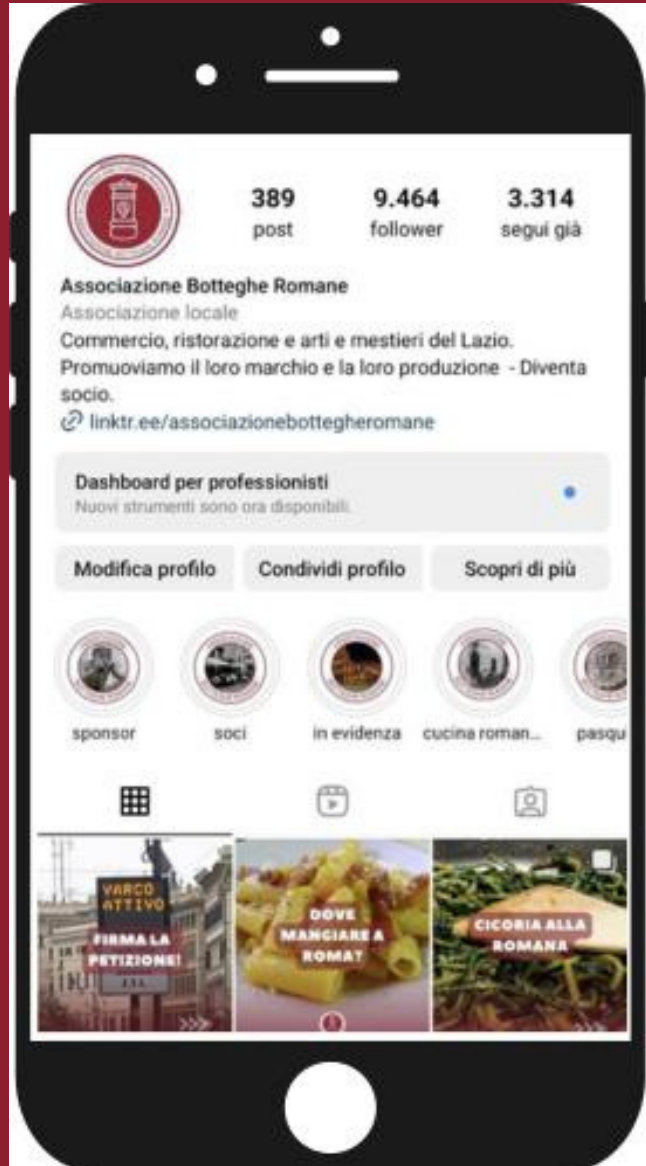 389
9.464
3.314
post
follower
segui già
Associazione Botteghe Romane
Associazione locale
Commercio, ristorazione e arti e mestieri del Lazio.
Promuoviamo il loro marchio e la loro produzione - Diventa
socio.
linktr.ee/associazionebottegheromane
Dashboard per professionisti
Nuovi strumenti sono ora disponibili.
Modifica profilo
Condividi profilo
Scopri di più
sponsor
soci
in evidenza
cucina roman...
pasqu
VARCO
ATTIVO
FIRMA LA
PETIZIONE!
DOVE
MANGIARE A
ROMA?
CICORIA ALLA
ROMANA